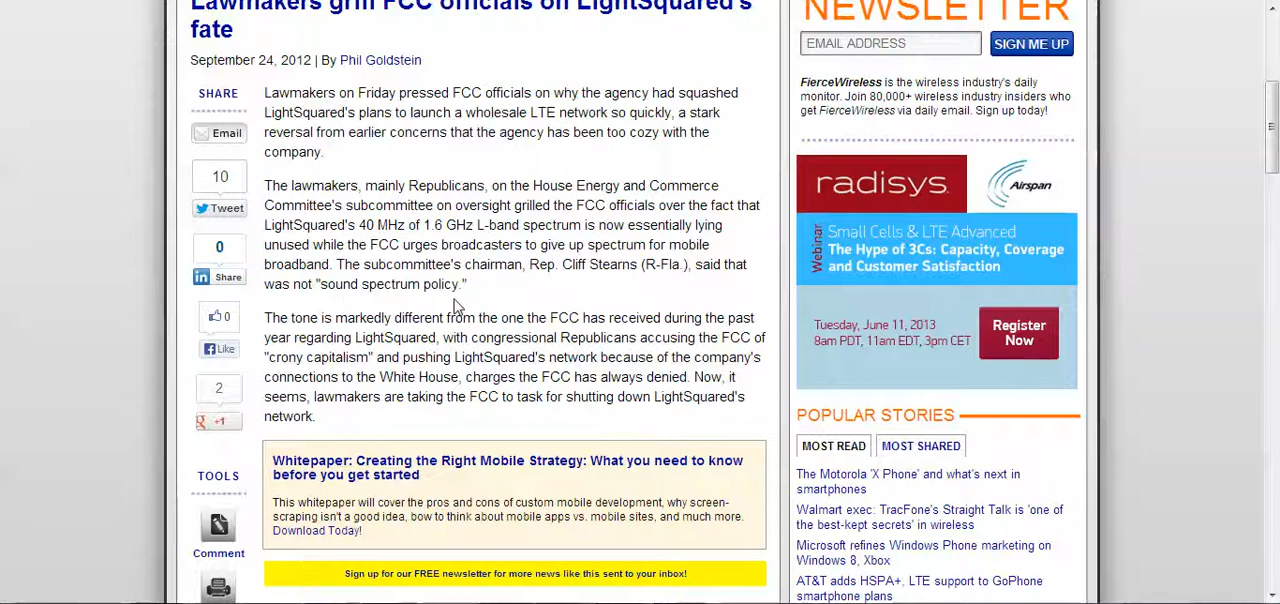 Lawmakers grill FCC officials on LightSquared's
fate
September 24, 2012 | By Phil Goldstein
SHARE
Email
10
Tweet
0
in Share
0
Like
2
+1
TOOLS
Comment
Lawmakers on Friday pressed FCC officials on why the agency had squashed
LightSquared's plans to launch a wholesale LTE network so quickly, a stark
reversal from earlier concerns that the agency has been too cozy with the
company.
The lawmakers, mainly Republicans, on the House Energy and Commerce
Committee's subcommittee on oversight grilled the FCC officials over the fact that
LightSquared's 40 MHz of 1.6 GHz L-band spectrum is now essentially lying
unused while the FCC urges broadcasters to give up spectrum for mobile
broadband. The subcommittee's chairman, Rep. Cliff Stearns (R-Fla.), said that
was not "sound spectrum policy."
The tone is markedly different from the one the FCC has received during the past
year regarding LightSquared, with congressional Republicans accusing the FCC of
"crony capitalism" and pushing LightSquared's network because of the company's
connections to the White House, charges the FCC has always denied. Now, it
seems, lawmakers are taking the FCC to task for shutting down LightSquared's
network.
Whitepaper: Creating the Right Mobile Strategy: What you need to know
before you get started
This whitepaper will cover the pros and cons of custom mobile development, why screen-
scraping isn't a good idea, bow to think about mobile apps vs. mobile sites, and much more.
Download Today!
Sign up for our FREE newsletter for more news like this sent to your inbox!
NEWSLETTER
EMAIL ADDRESS
SIGN ME UP
FierceWireless is the wireless industry's daily
monitor. Join 80,000+ wireless industry insiders who
get FierceWireless via daily email. Sign up today!
radisys.
Airspan
Webinar
Small Cells & LTE Advanced
The Hype of 3Cs: Capacity, Coverage
and Customer Satisfaction
Tuesday, June 11, 2013
8am PDT, 11am EDT, 3pm CET
Register
Now
POPULAR STORIES
MOST READ
MOST SHARED
The Motorola 'X Phone' and what's next in
smartphones
Walmart exec: TracFone's Straight Talk is 'one of
the best-kept secrets' in wireless
Microsoft refines Windows Phone marketing on
Windows 8, Xbox
AT&T adds HSPA+, LTE support to GoPhone
smartphone plans